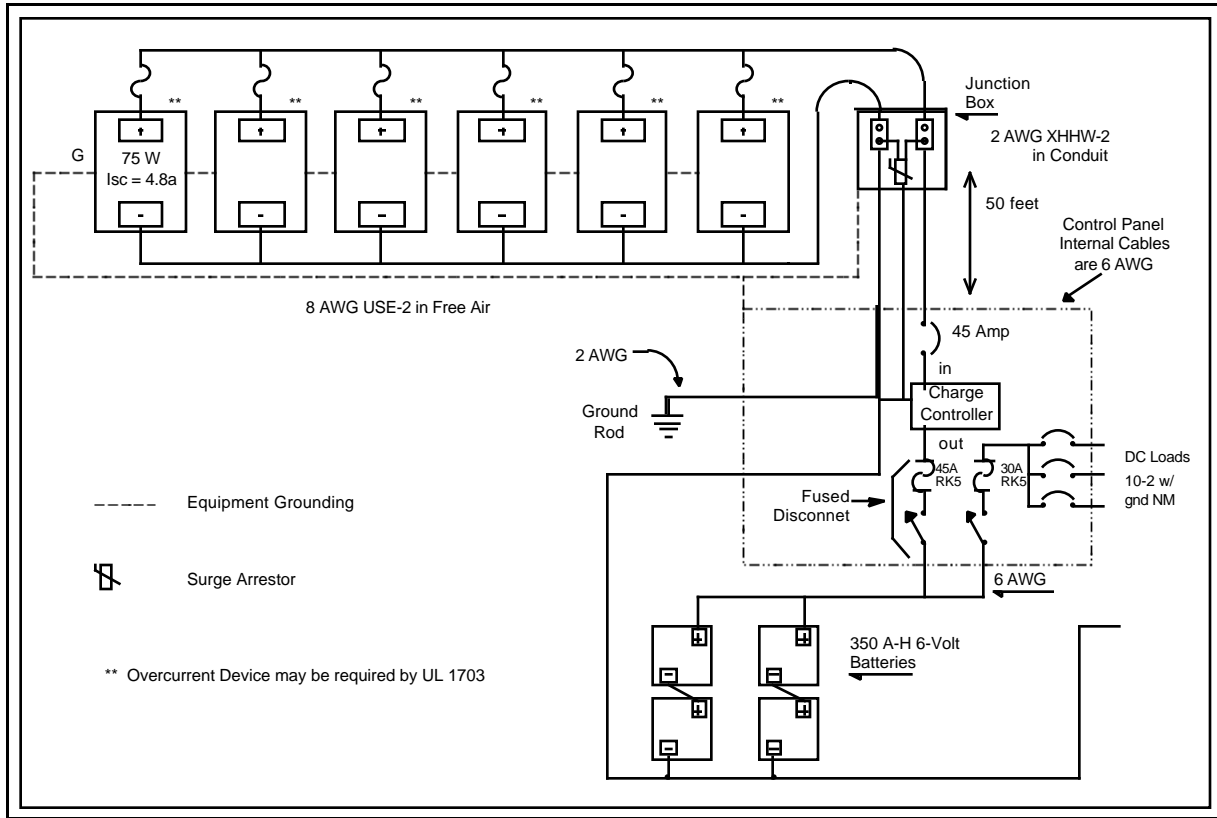 ** ** ** ** ** **
+ + + + + +
G
75 W
Isc = 4.8a
- - - - - -
8 AWG USE-2 in Free Air
Junction
Box
2 AWG XHHW-2
in Conduit
50 feet
Control Panel
Internal Cables
are 6 AWG
45 Amp
in
2 AWG
Ground
Rod
Charge
Controller
out
45A
RK5
30A
RK5
DC Loads
10-2 w/
gnd NM
Fused
Disconnet
Equipment Grounding
Surge Arrestor
6 AWG
+ +
- -
350 A-H 6-Volt
Batteries
+ +
- -
** Overcurrent Device may be required by UL 1703